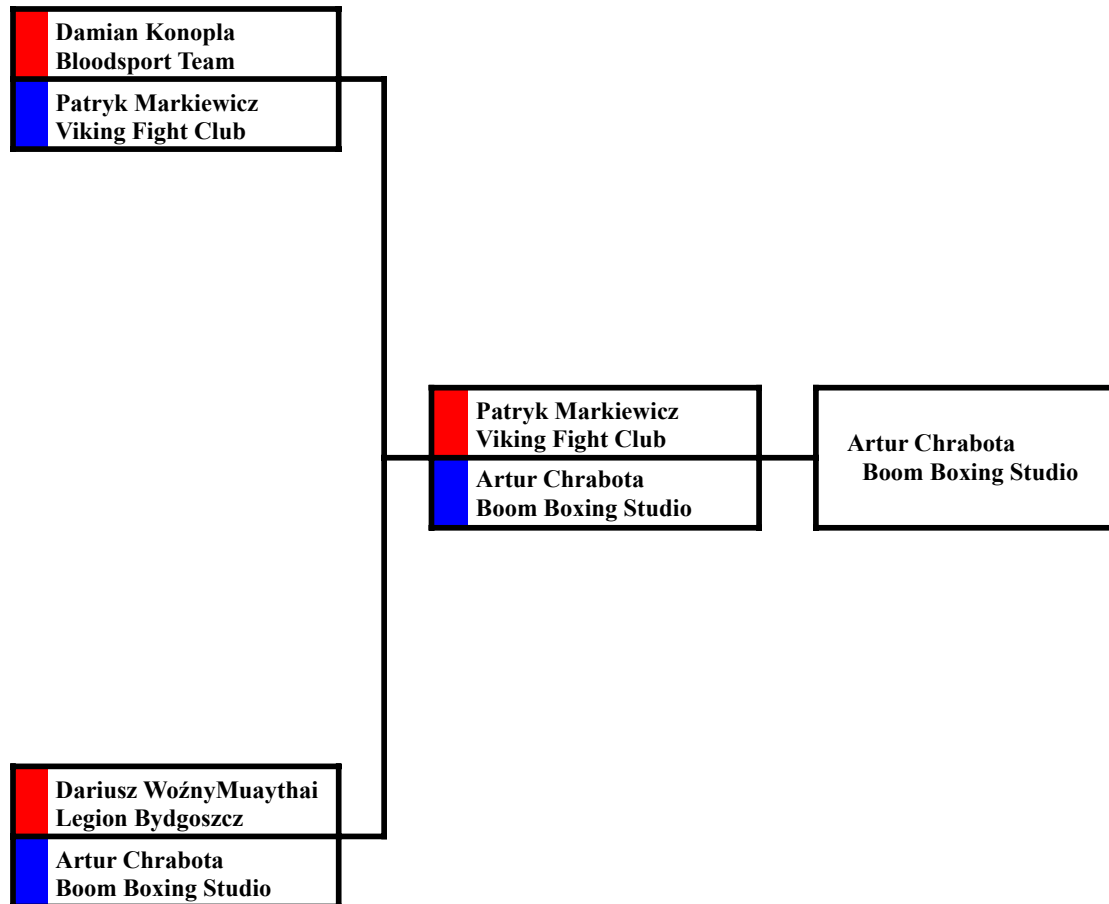 Damian Konopla
Bloodsport Team
Patryk Markiewicz
Viking Fight Club
Patryk Markiewicz
Viking Fight Club
Artur Chrabota
Boom Boxing Studio
Artur Chrabota
Boom Boxing Studio
Dariusz WoźnyMuaythai
Legion Bydgoszcz
Artur Chrabota
Boom Boxing Studio